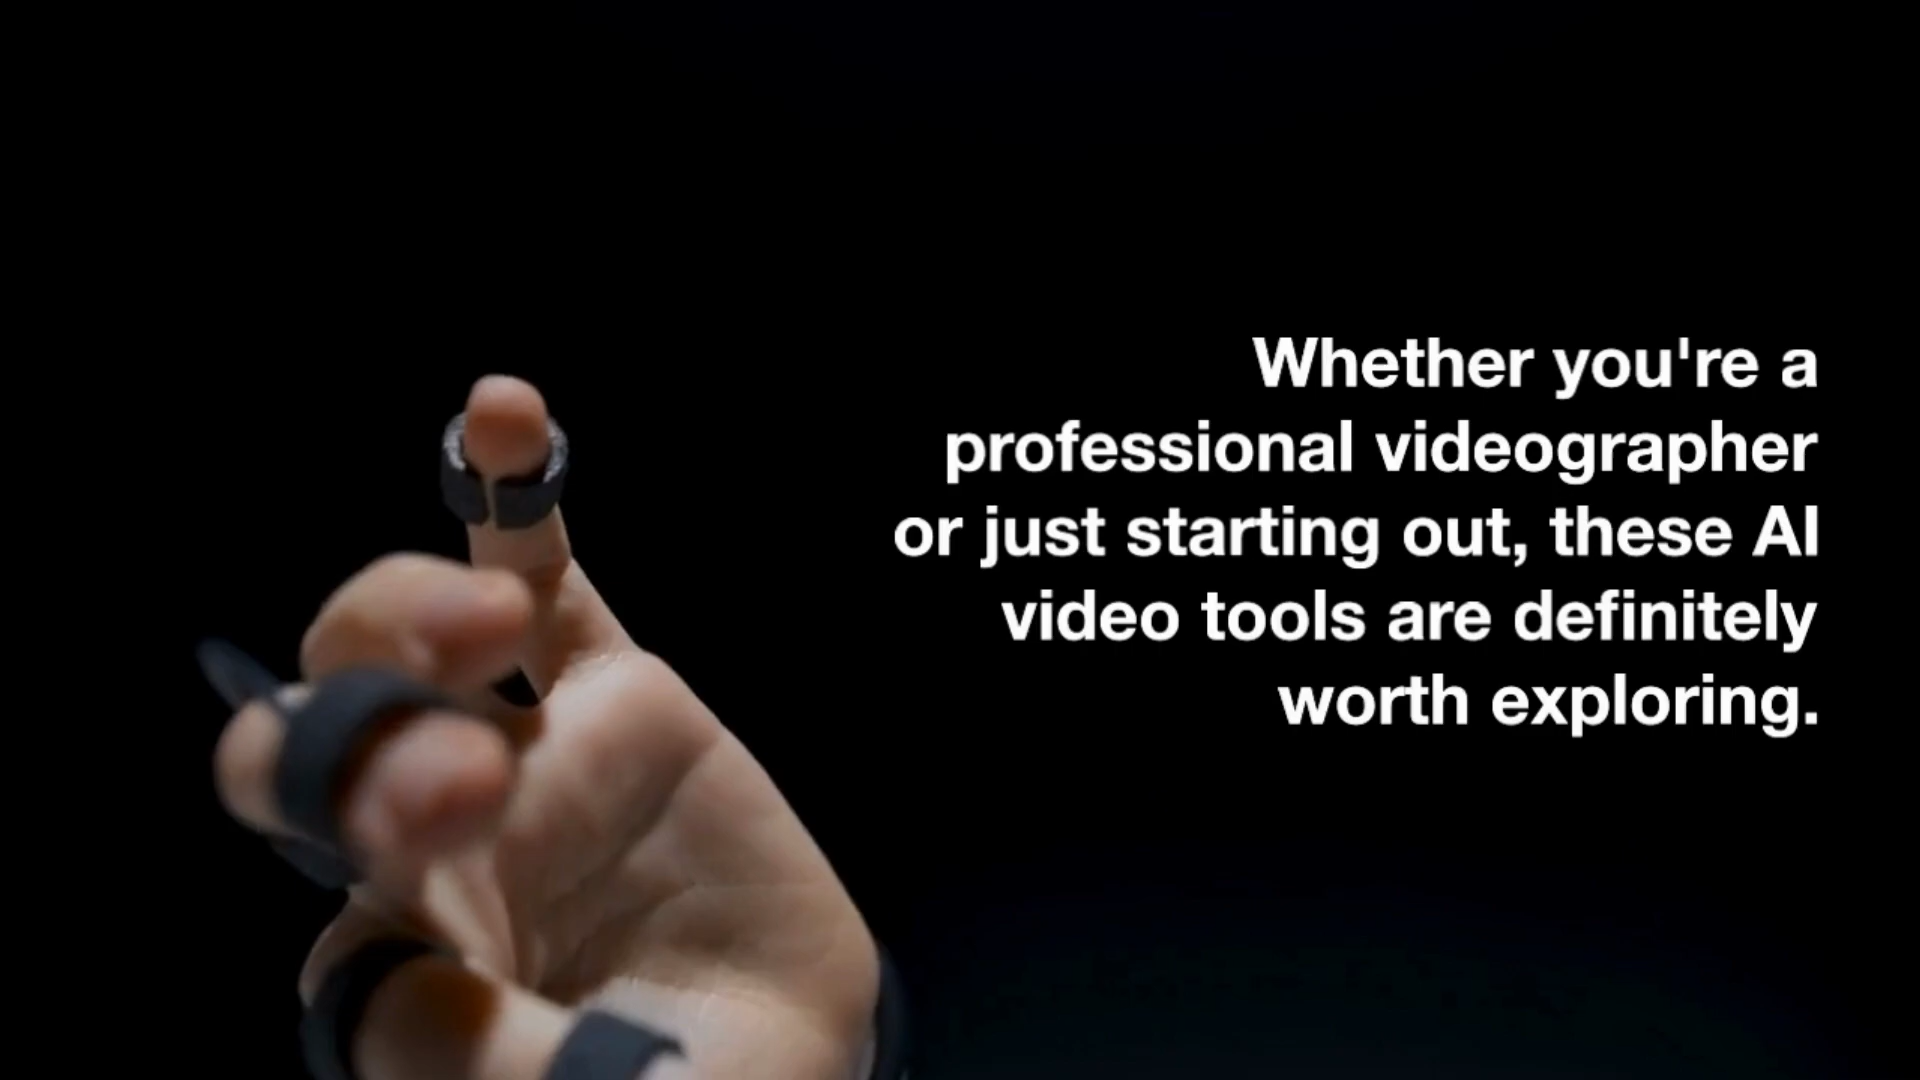 Whether you're a
professional videographer
or just starting out, these AI
video tools are definitely
worth exploring.